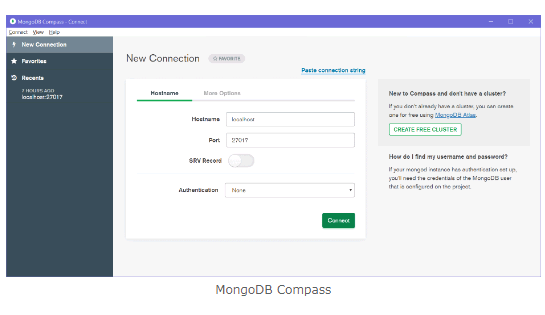 MongoDB Compass - Connect
Connect View Help
New Connection
Favorites
Recents
7 HOURS AGO
localhost:27017
New Connection
FAVORITE
Paste connection string
Hostname
More Options
Hostname
localhost
Port
27017
SRV Record
Authentication
None
Connect
New to Compass and don't have a cluster?
If you don't already have a cluster, you can create
one for free using MongoDB Atlas.
CREATE FREE CLUSTER
How do I find my username and password?
If your mongod instance has authentication set up,
you'll need the credentials of the MongoDB user
that is configured on the project.
MongoDB Compass